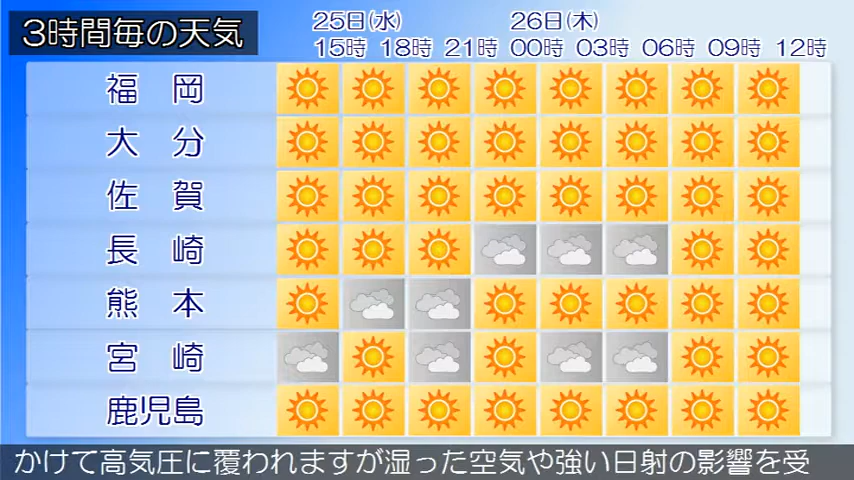 3時間毎の天気
25日(水) 26日(木)
15時 18時 21時 00時 03時 06時 09時 12時
福 岡
大 分
佐 賀
長 崎
熊 本
宮 崎
鹿児島
かけて高気圧に覆われますが湿った空気や強い日射の影響を受